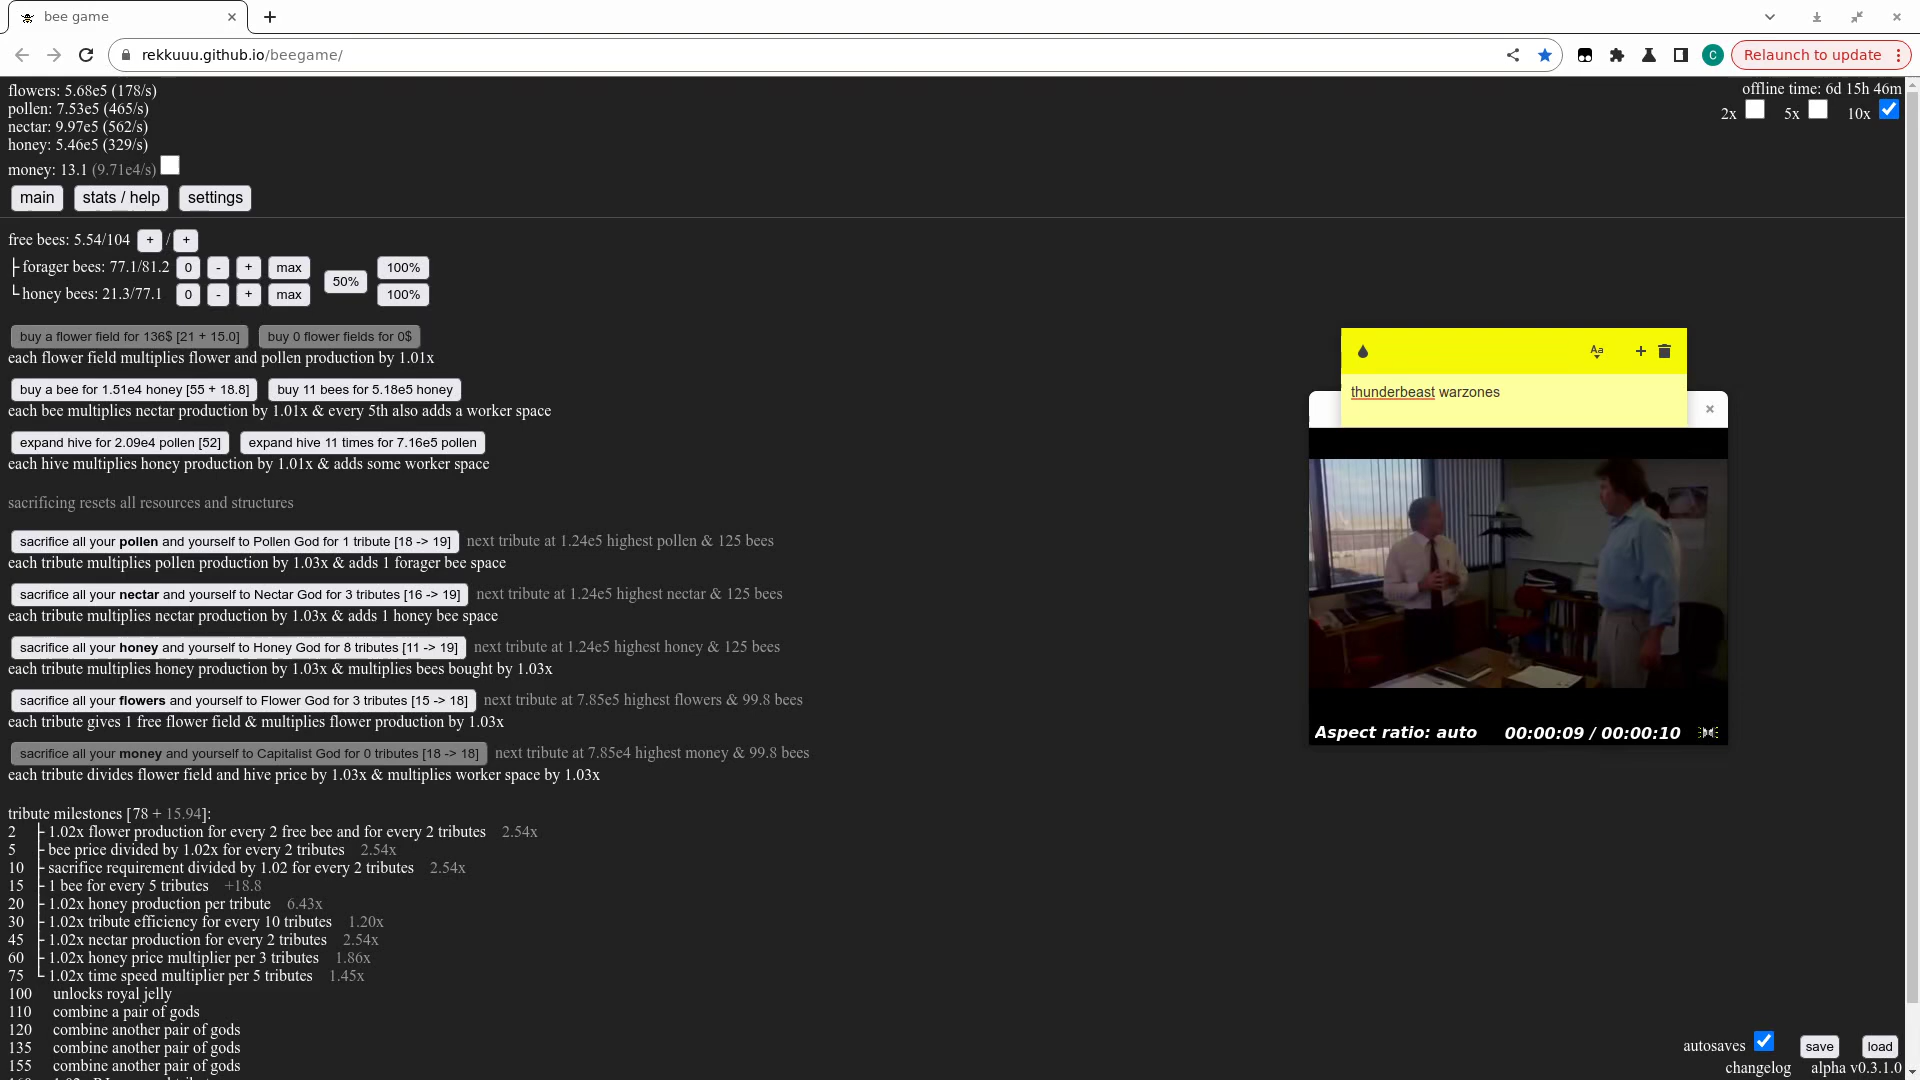 bee game
rekkuuu.github.io/beegame/
C
Relaunch to update
flowers: 5.68e5 (178/s)
pollen: 7.53e5 (465/s)
nectar: 9.97e5 (562/s)
honey: 5.46e5 (329/s)
money: 13.1 (9.71e4/s)
offline time: 6d 15h 46m
2x 5x 10x
main stats / help settings
free bees: 5.54/104 + / +
forager bees: 77.1/81.2 0 - + max 50% 100%
honey bees: 21.3/77.1 0 - + max 100%
buy a flower field for 136$ [21 + 15.0] buy 0 flower fields for 0$
each flower field multiplies flower and pollen production by 1.01x
buy a bee for 1.51e4 honey [55 + 18.8] buy 11 bees for 5.18e5 honey
each bee multiplies nectar production by 1.01x & every 5th also adds a worker space
expand hive for 2.09e4 pollen [52] expand hive 11 times for 7.16e5 pollen
each hive multiplies honey production by 1.01x & adds some worker space
sacrificing resets all resources and structures
sacrifice all your pollen and yourself to Pollen God for 1 tribute [18 -> 19] next tribute at 1.24e5 highest pollen & 125 bees
each tribute multiplies pollen production by 1.03x & adds 1 forager bee space
sacrifice all your nectar and yourself to Nectar God for 3 tributes [16 -> 19] next tribute at 1.24e5 highest nectar & 125 bees
each tribute multiplies nectar production by 1.03x & adds 1 honey bee space
sacrifice all your honey and yourself to Honey God for 8 tributes [11 -> 19] next tribute at 1.24e5 highest honey & 125 bees
each tribute multiplies honey production by 1.03x & multiplies bees bought by 1.03x
sacrifice all your flowers and yourself to Flower God for 3 tributes [15 -> 18] next tribute at 7.85e5 highest flowers & 99.8 bees
each tribute gives 1 free flower field & multiplies flower production by 1.03x
sacrifice all your money and yourself to Capitalist God for 0 tributes [18 -> 18] next tribute at 7.85e4 highest money & 99.8 bees
each tribute divides flower field and hive price by 1.03x & multiplies worker space by 1.03x
tribute milestones [78 + 15.94]:
2 1.02x flower production for every 2 free bee and for every 2 tributes 2.54x
5 bee price divided by 1.02x for every 2 tributes 2.54x
10 sacrifice requirement divided by 1.02 for every 2 tributes 2.54x
15 1 bee for every 5 tributes +18.8
20 1.02x honey production per tribute 6.43x
30 1.02x tribute efficiency for every 10 tributes 1.20x
45 1.02x nectar production for every 2 tributes 2.54x
60 1.02x honey price multiplier per 3 tributes 1.86x
75 1.02x time speed multiplier per 5 tributes 1.45x
100 unlocks royal jelly
110 combine a pair of gods
120 combine another pair of gods
135 combine another pair of gods
155 combine another pair of gods
Aa
thunderbeast warzones
Aspect ratio: auto 00:00:09 / 00:00:10
autosaves save load
changelog alpha v0.3.1.0